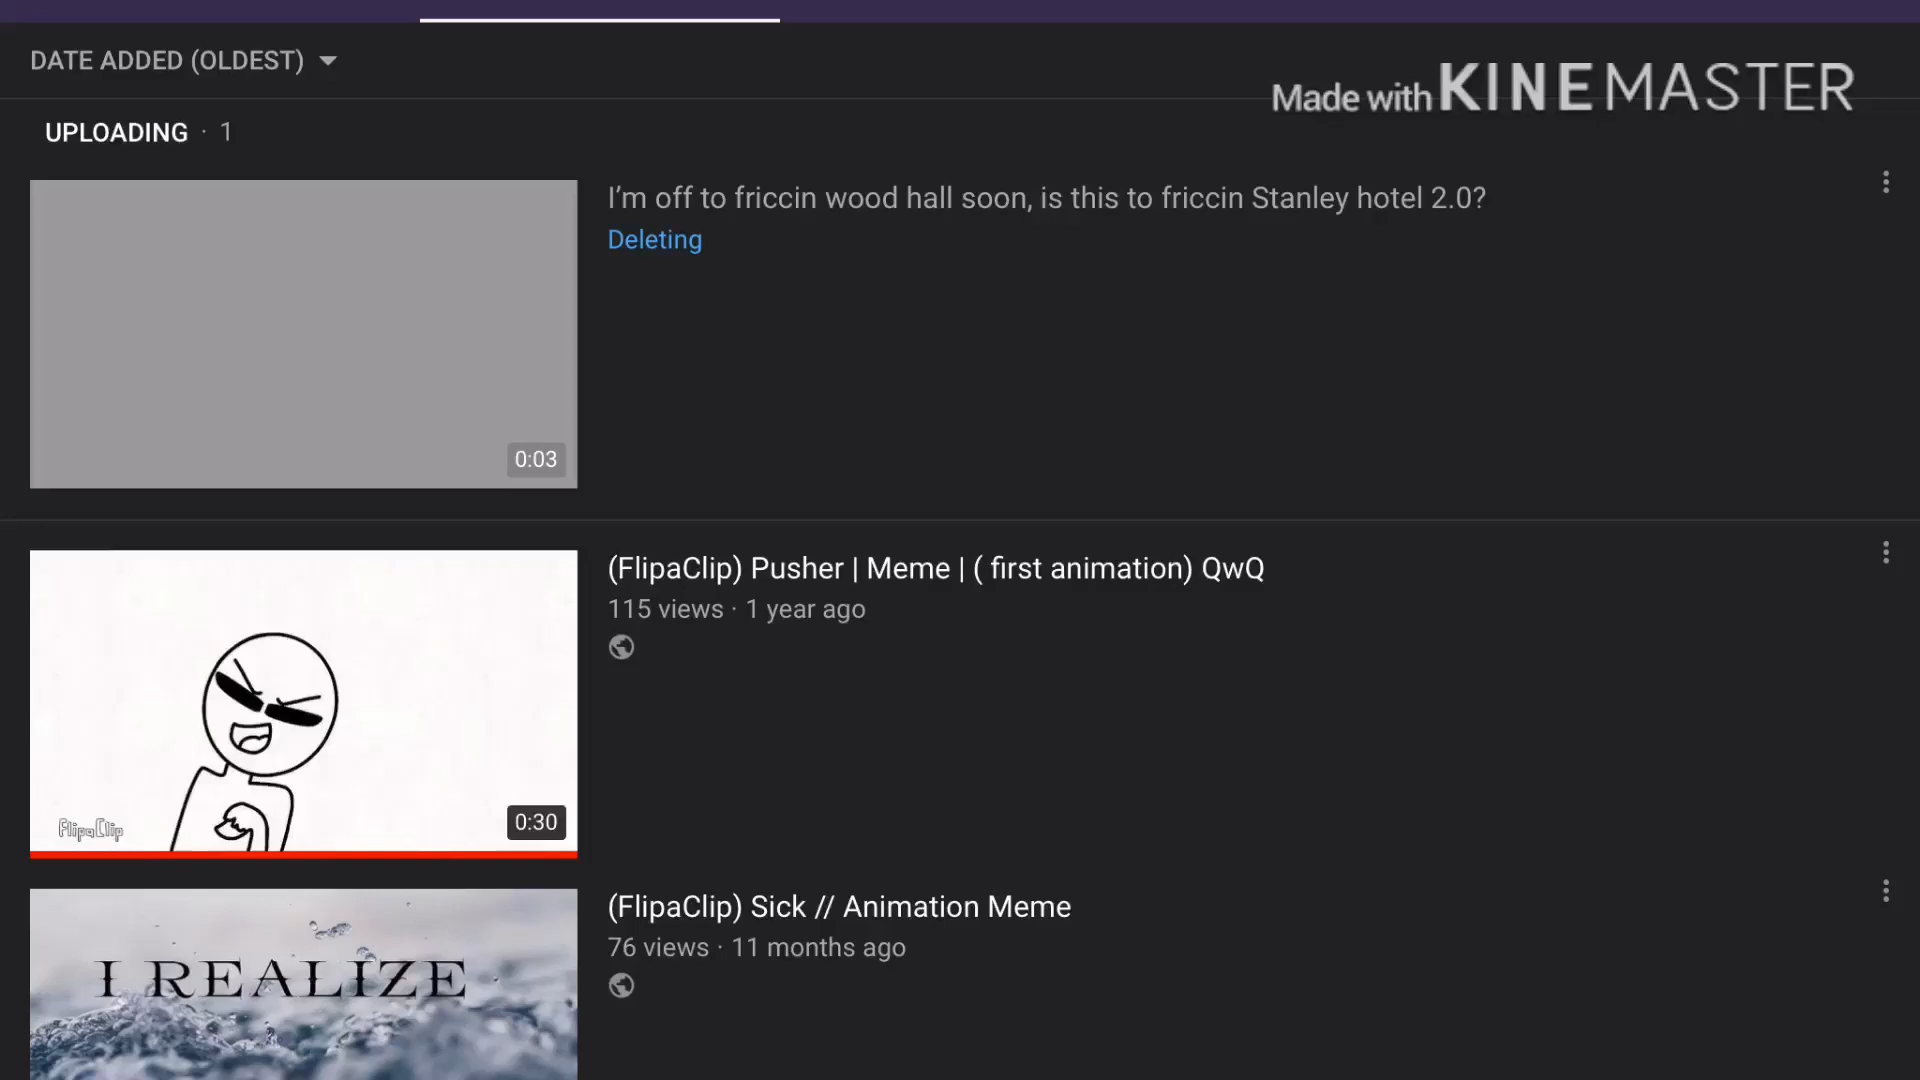 DATE ADDED (OLDEST)
Made with KINEMASTER
UPLOADING · 1
I’m off to friccin wood hall soon, is this to friccin Stanley hotel 2.0?
Deleting
0:03
(FlipaClip) Pusher | Meme | ( first animation) QwQ
115 views · 1 year ago
FlipaClip
0:30
(FlipaClip) Sick // Animation Meme
76 views · 11 months ago
I REALIZE